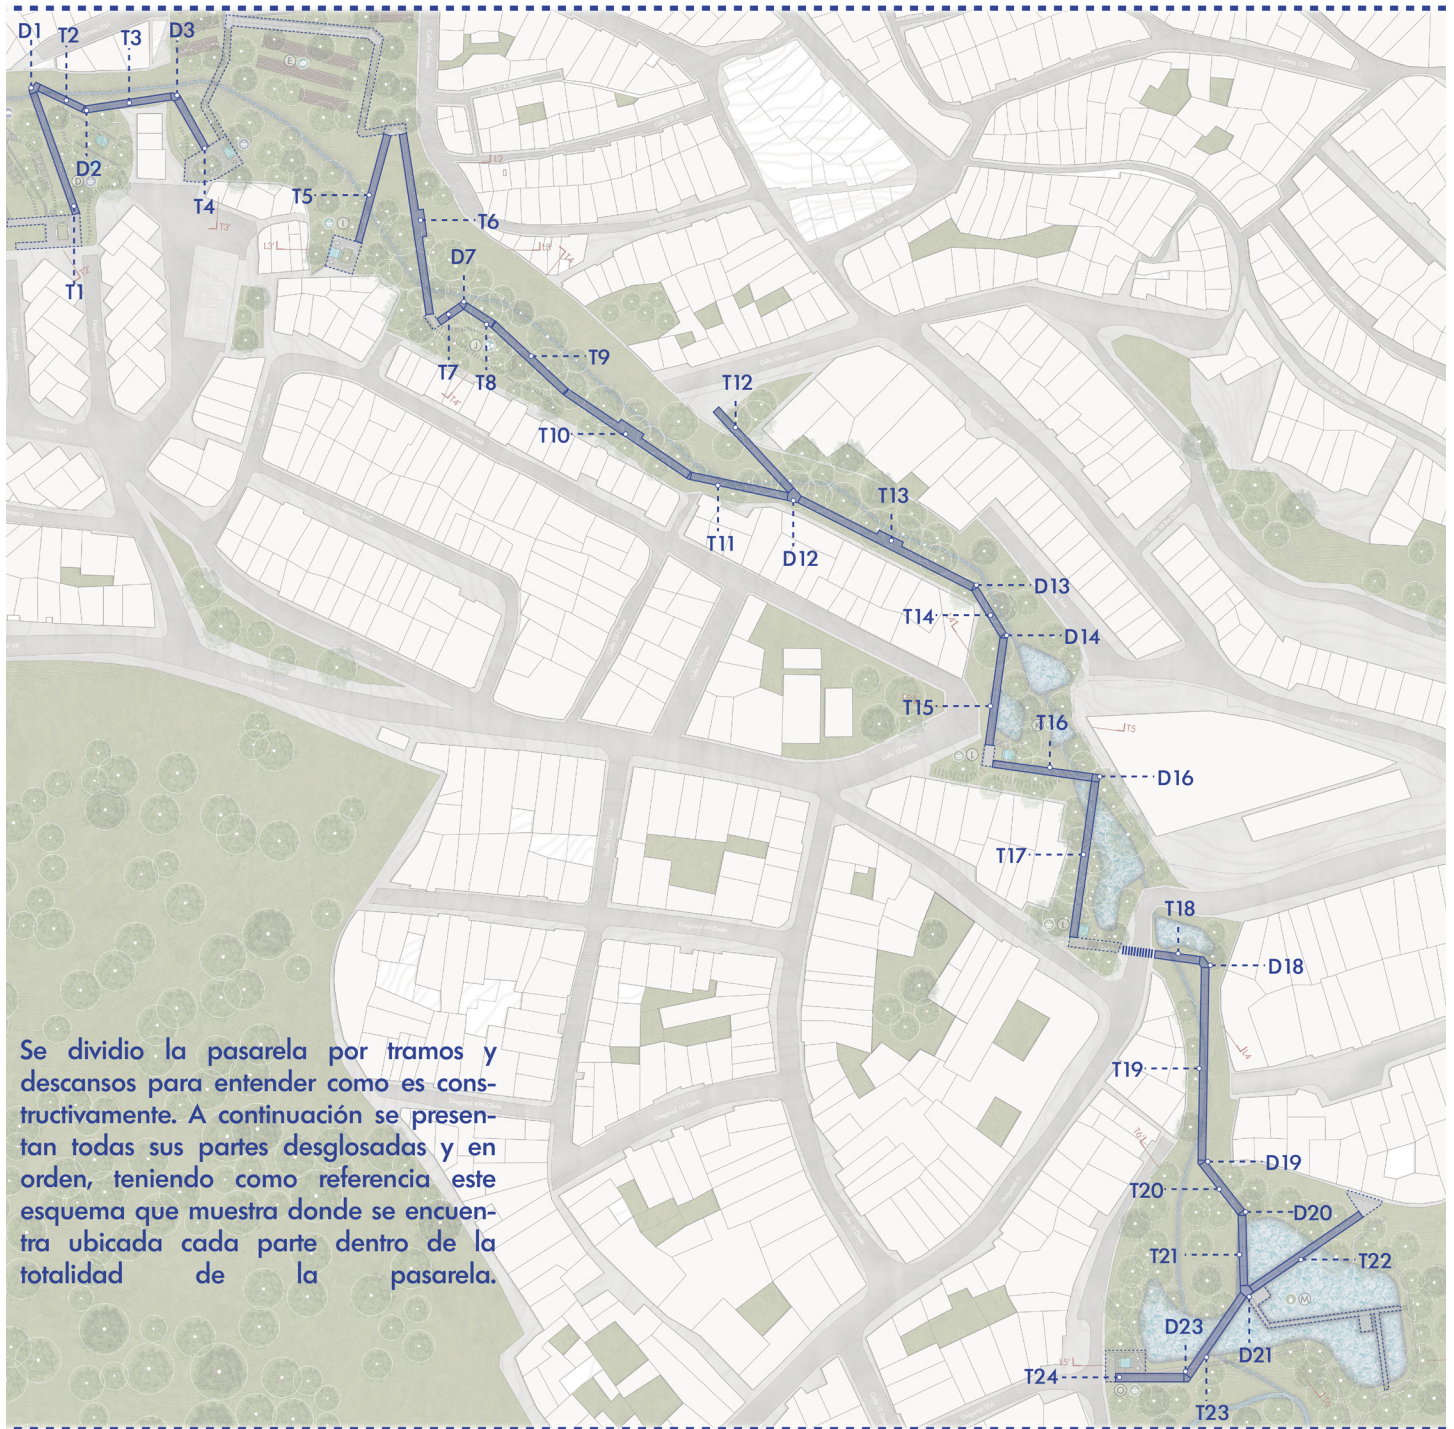 D1
T2
T3
D3
D2
T4
T1
T5
T6
D7
T7
T8
T9
T10
T12
T11
D12
T13
D13
T14
D14
T15
T16
D16
T17
T18
D18
T19
D19
T20
D20
T21
T22
D23
D21
T24
T23
Se dividio la pasarela por tramos y
descansos para entender como es cons-
tructivamente. A continuación se presen-
tan todas sus partes desglosadas y en
orden, teniendo como referencia este
esquema que muestra donde se encuen-
tra ubicada cada parte dentro de la
totalidad de la pasarela.